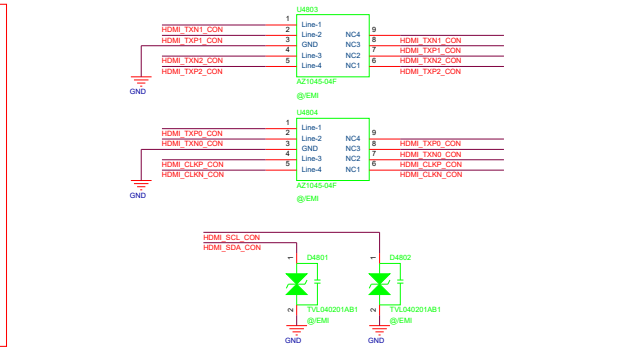 U4803
HDMI_TXN1_CON 1 Line-1
HDMI_TXP1_CON 2 Line-2 NC4 9 HDMI_TXN1_CON
3 GND NC3 8 HDMI_TXP1_CON
HDMI_TXN2_CON 4 Line-3 NC2 7 HDMI_TXN2_CON
HDMI_TXP2_CON 5 Line-4 NC1 6 HDMI_TXP2_CON
AZ1045-04F
GND
@/EMI
U4804
HDMI_TXP0_CON 1 Line-1
HDMI_TXN0_CON 2 Line-2 NC4 9 HDMI_TXP0_CON
3 GND NC3 8 HDMI_TXN0_CON
HDMI_CLKP_CON 4 Line-3 NC2 7 HDMI_CLKP_CON
HDMI_CLKN_CON 5 Line-4 NC1 6 HDMI_CLKN_CON
AZ1045-04F
GND
@/EMI
HDMI_SCL_CON
HDMI_SDA_CON
1 D4801 1 D4802
2 TVL040201AB1 2 TVL040201AB1
@/EMI @/EMI
GND GND